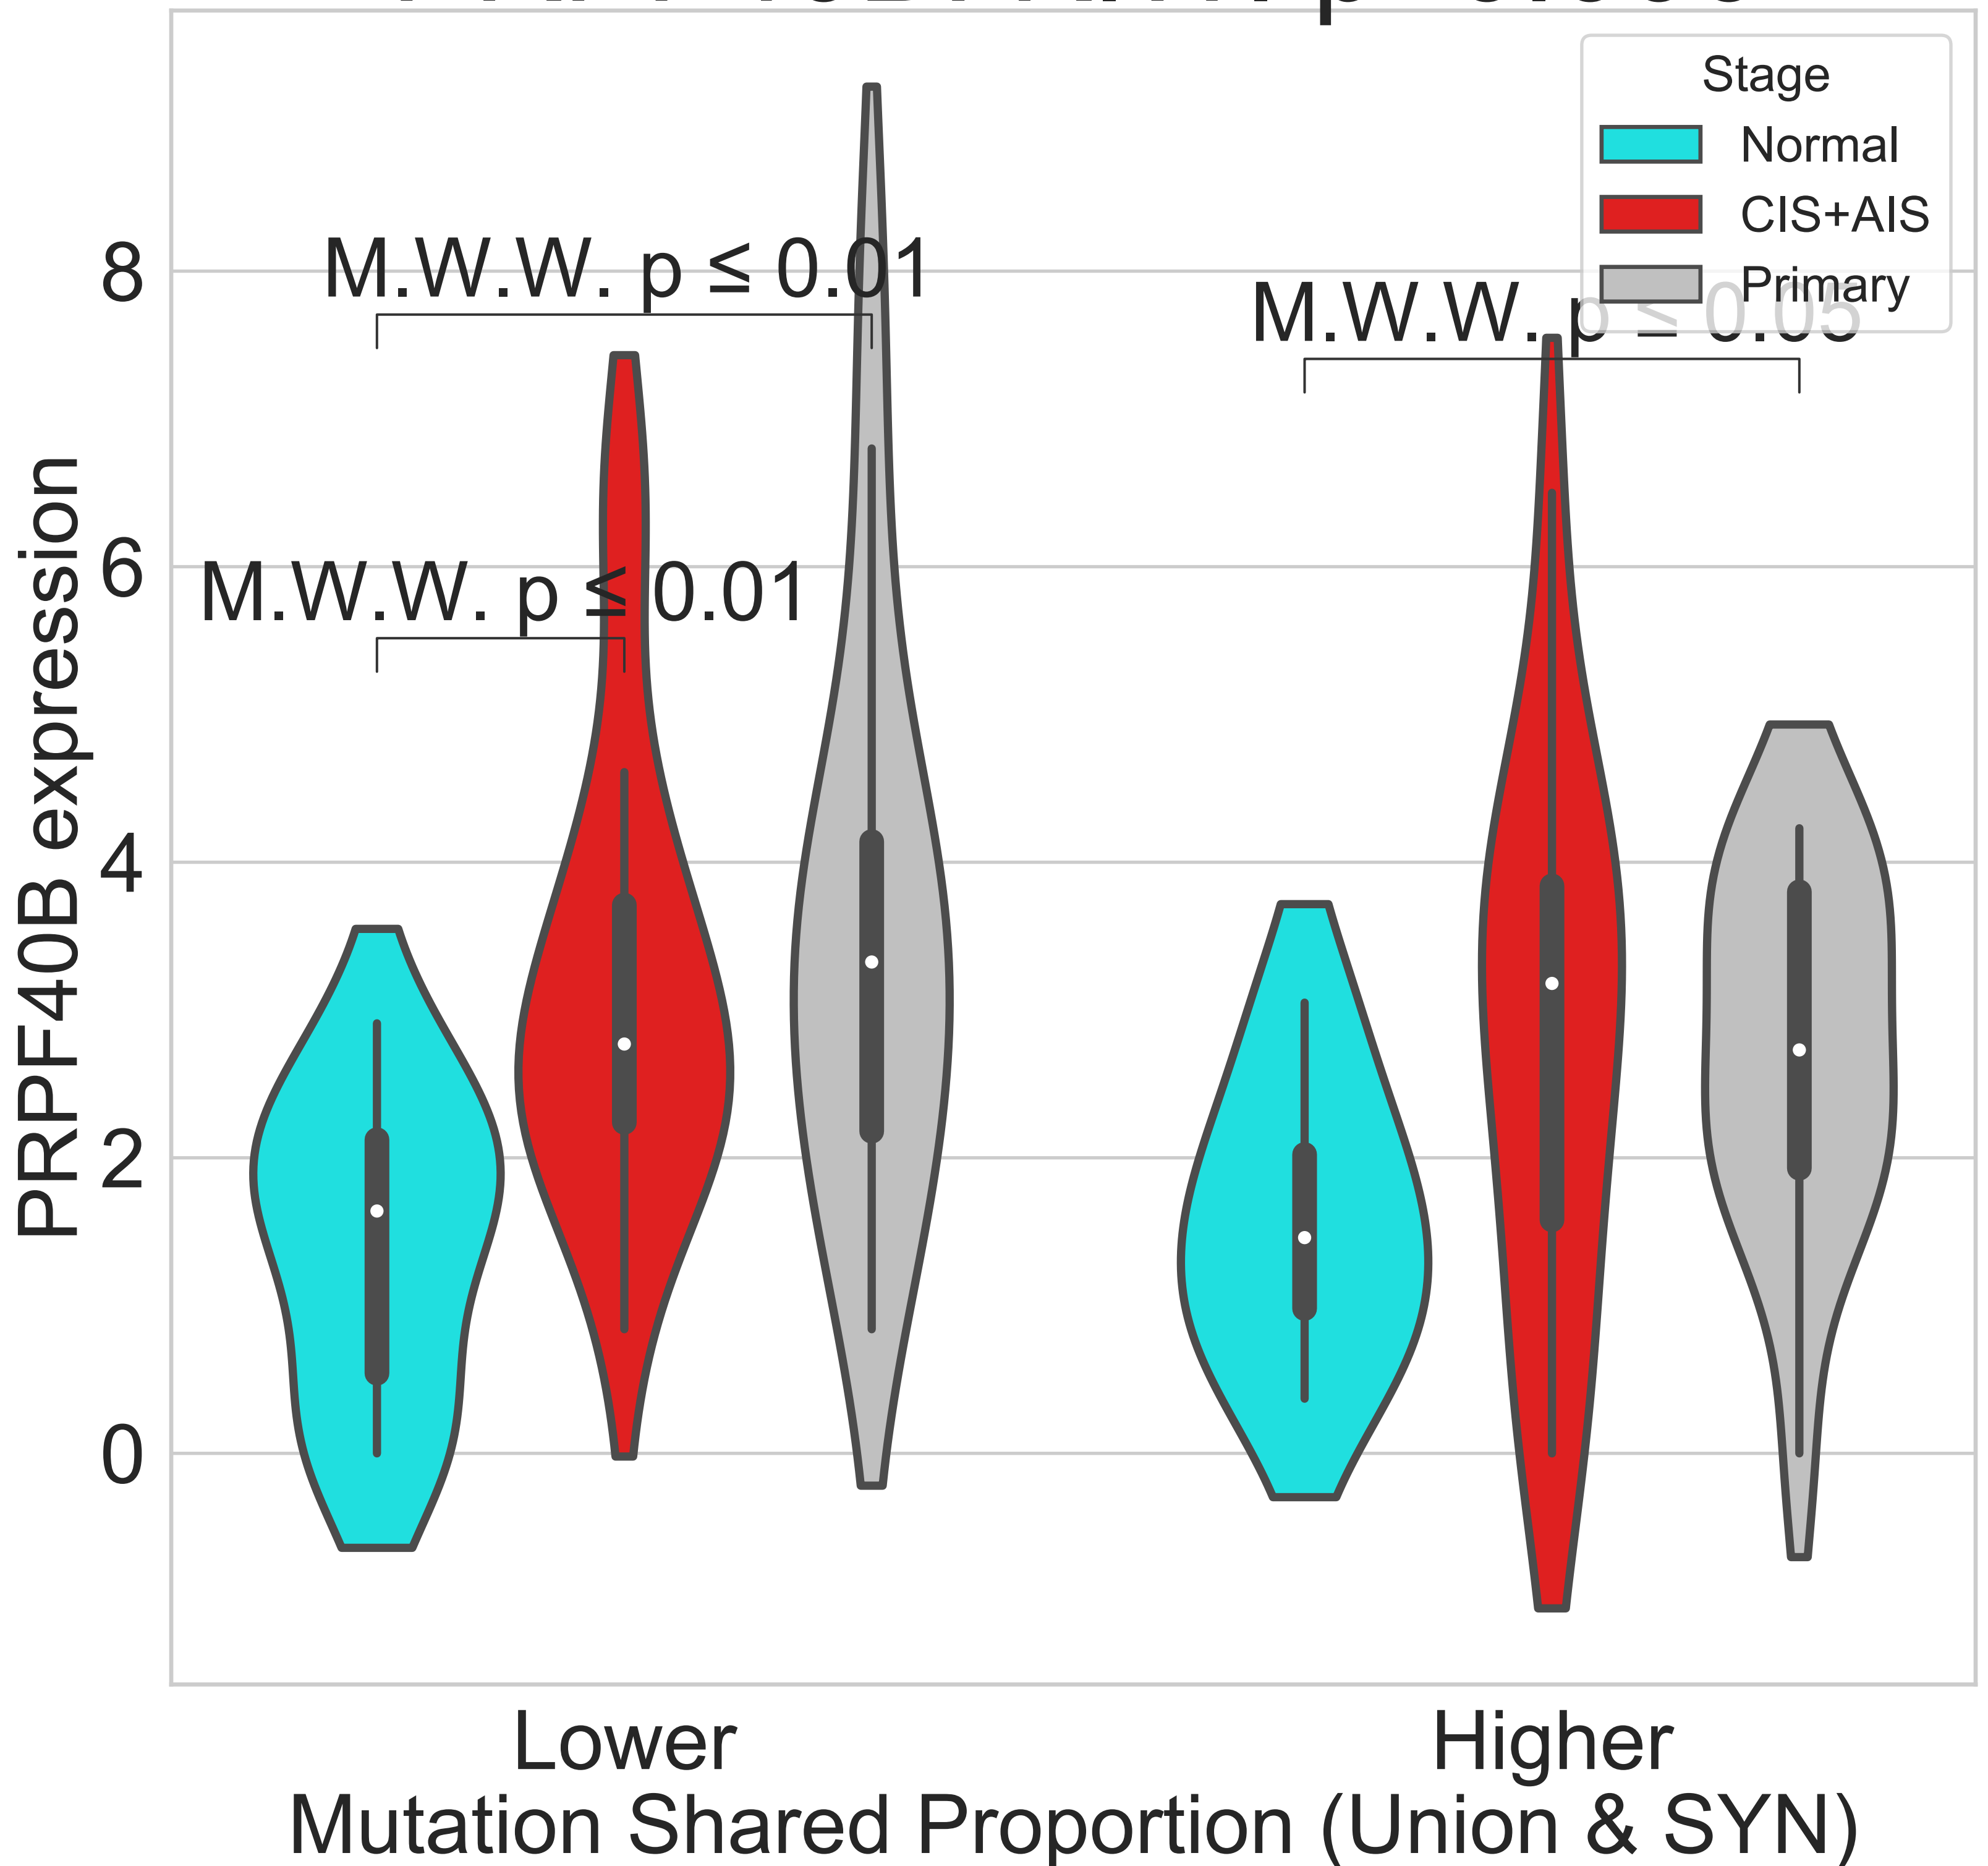 Stage
Normal
CIS+AIS
Primary
M.W.W. p ≤ 0.01
M.W.W. p ≤ 0.05
M.W.W. p ≤ 0.01
8
6
4
2
0
PRPF40B expression
Lower
Higher
Mutation Shared Proportion (Union & SYN)